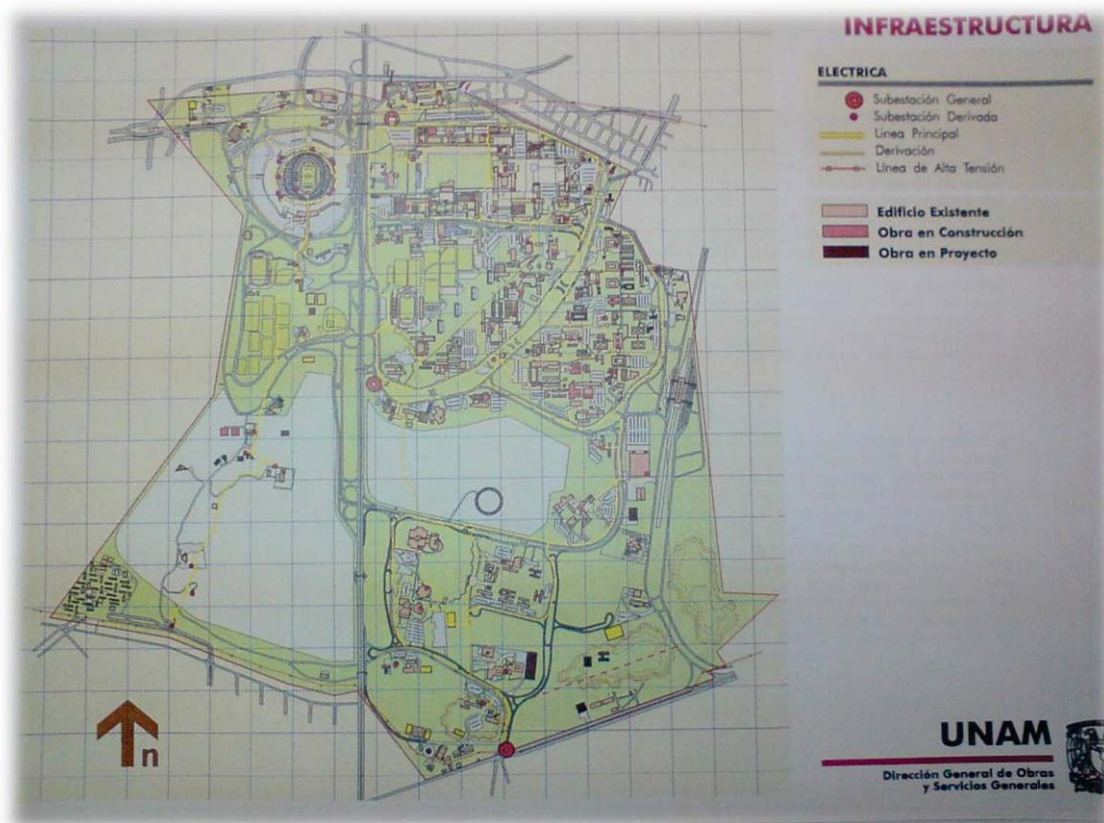 INFRAESTRUCTURA
ELECTRICA
Subestación General
Subestación Derivada
Linea Principal
Derivación
Línea de Alta Tensión
Edificio Existente
Obra en Construcción
Obra en Proyecto
n
UNAM
Dirección General de Obras
y Servicios Generales